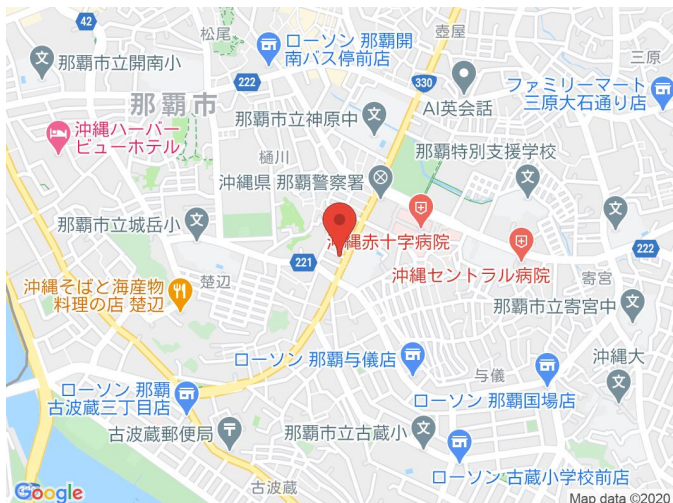 42
松尾
ローソン 那覇開
南バス停前店
壺屋
三原
那覇市立開南小
222
330
AI英会話
ファミリーマート
三原大石通り店
那覇市
那覇市立神原中
沖縄ハーバー
ビューホテル
樋川
那覇特別支援学校
沖縄県 那覇警察署
那覇市立城岳小
沖縄赤十字病院
222
221
沖縄セントラル病院
寄宮
楚辺
沖縄そばと海産物
料理の店 楚辺
那覇市立寄宮中
ローソン 那覇与儀店
沖縄大
与儀
ローソン 那覇
古波蔵三丁目店
ローソン 那覇国場店
古波蔵郵便局
那覇市立古蔵小
古波蔵
ローソン 古蔵小学校前店
Google
Map data ©2020